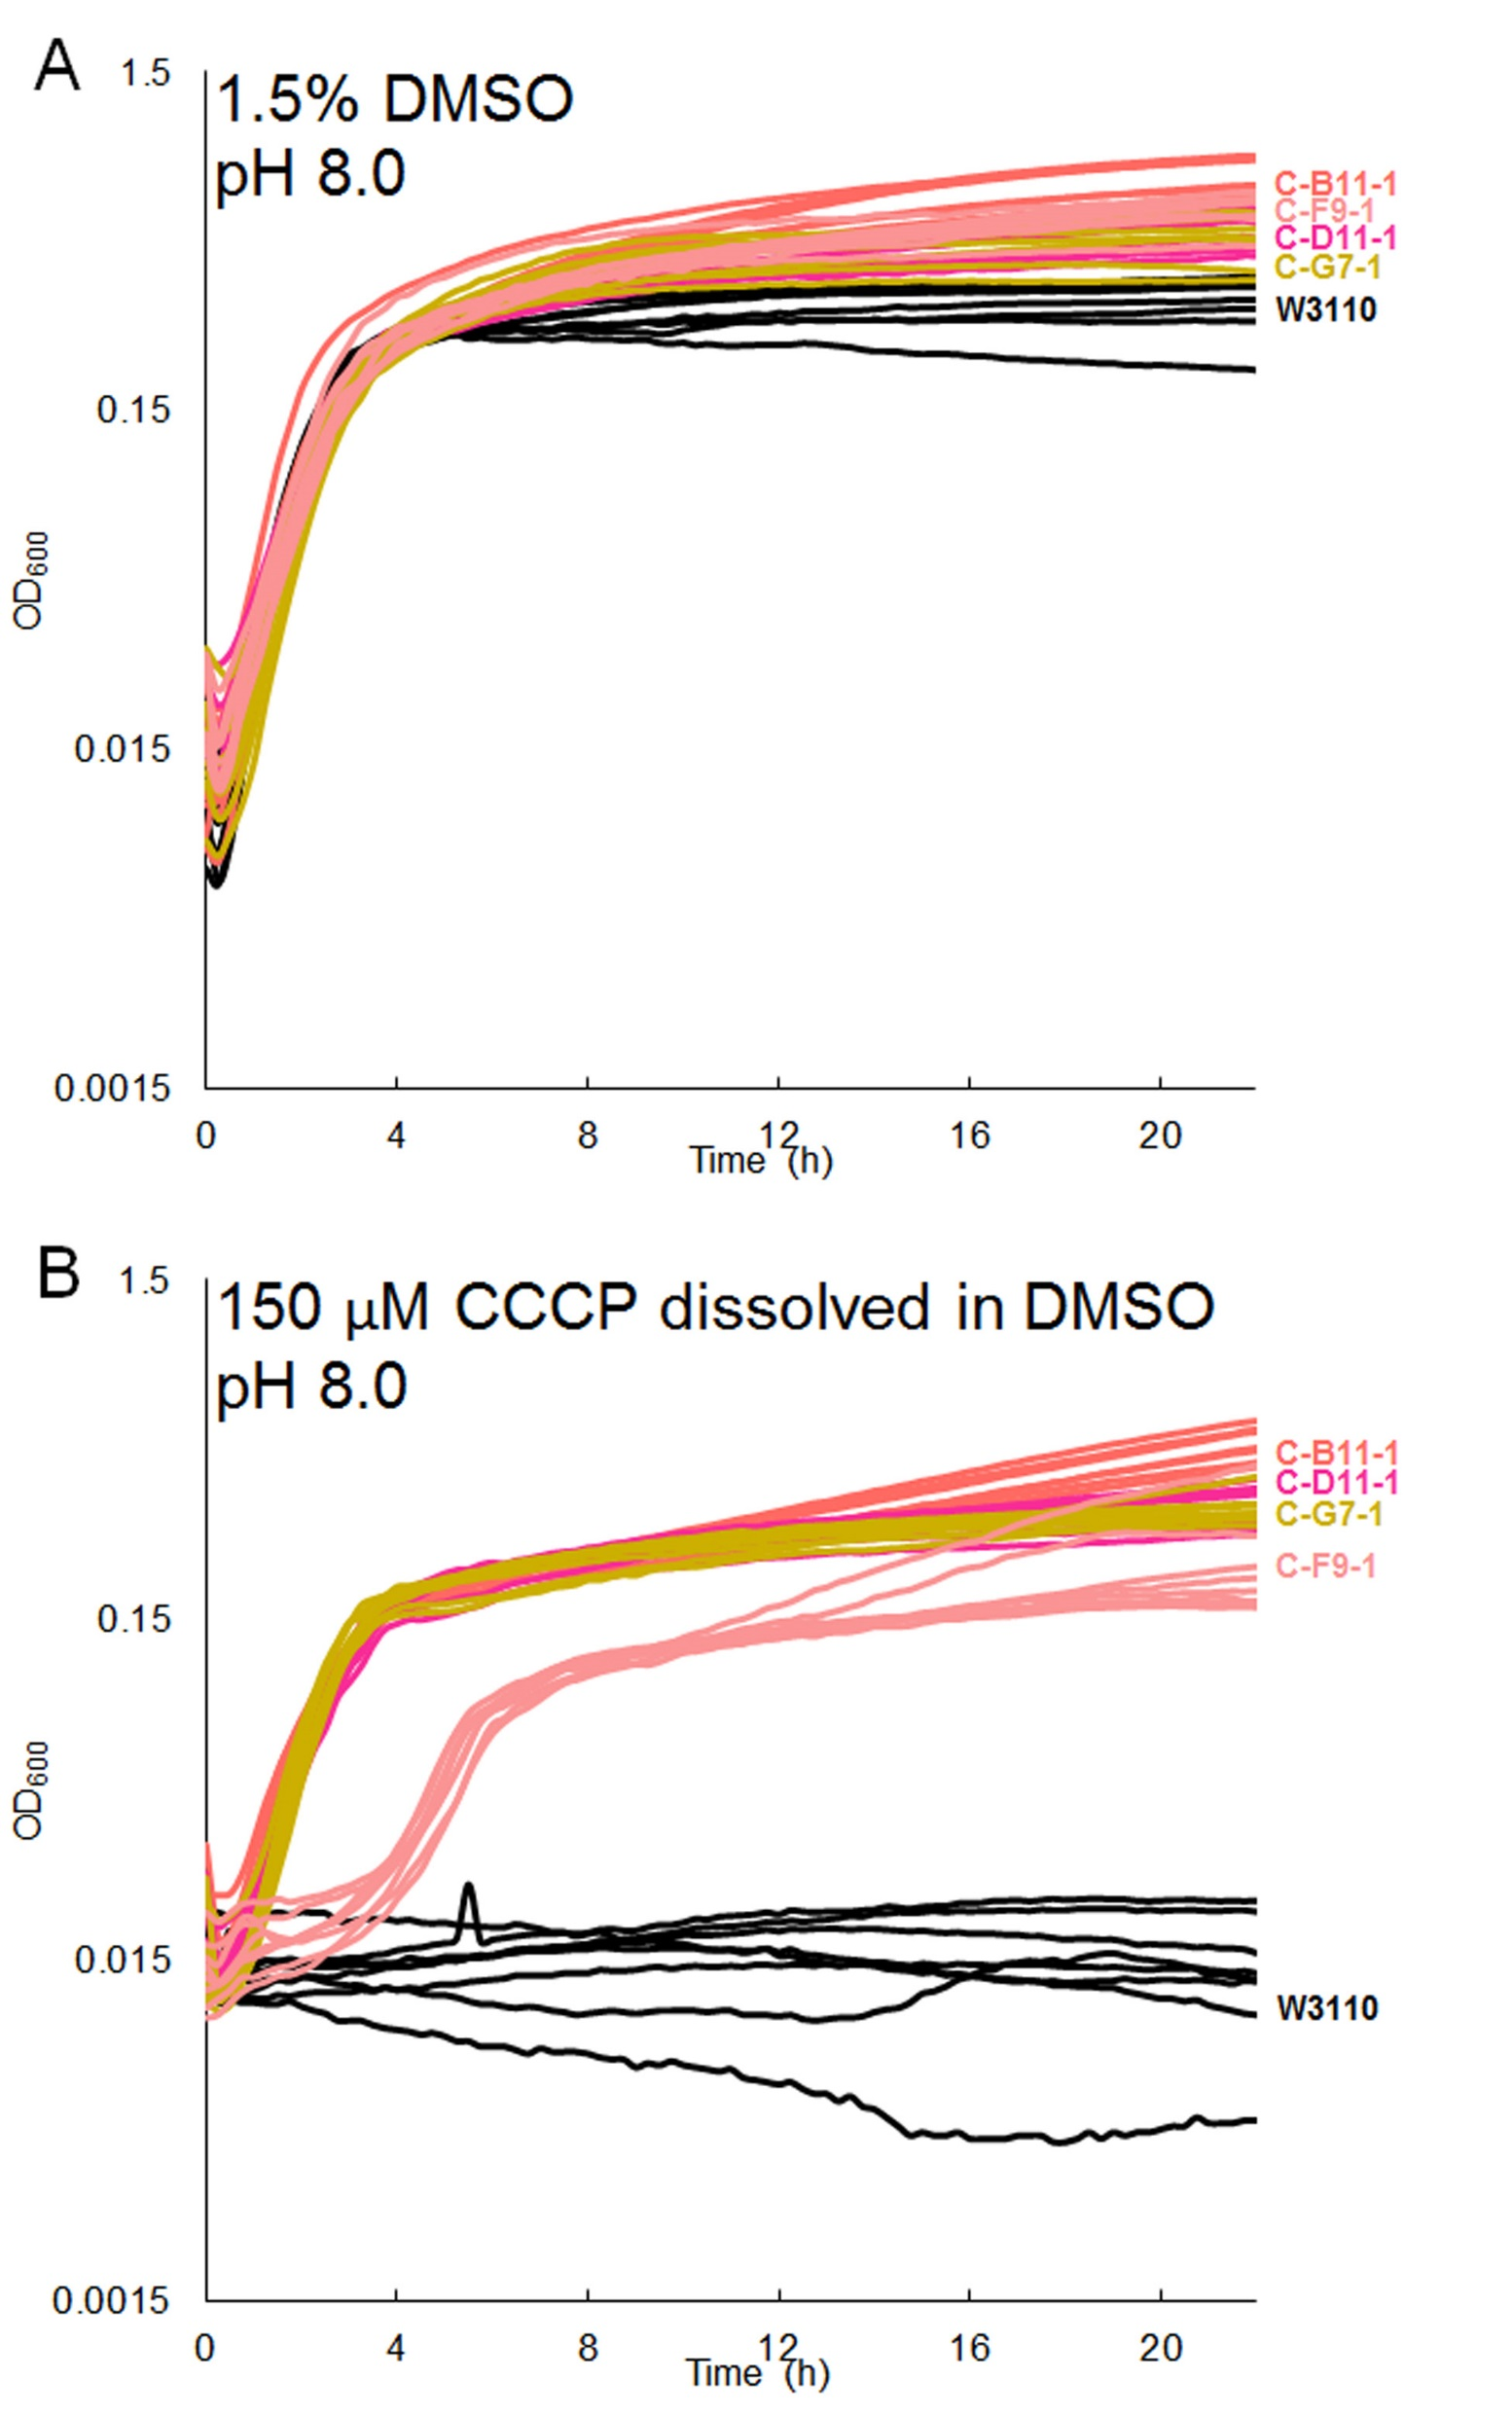 A
1.5
1.5% DMSO
pH 8.0
C-B11-1
C-F9-1
C-D11-1
C-G7-1
W3110
0.15
OD600
0.015
0.0015
0 4 8 12 16 20
Time (h)
B
1.5
150 µM CCCP dissolved in DMSO
pH 8.0
C-B11-1
C-D11-1
C-G7-1
C-F9-1
0.15
OD600
0.015
W3110
0.0015
0 4 8 12 16 20
Time (h)